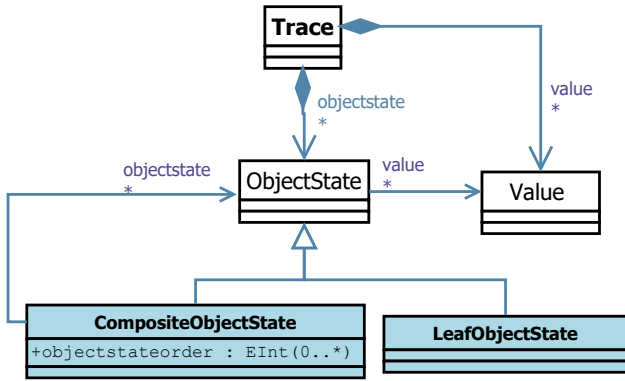 Trace
value
*
objectstate
*
objectstate
*
ObjectState
value
*
Value
CompositeObjectState
+objectstateorder : EInt(0..*)
LeafObjectState